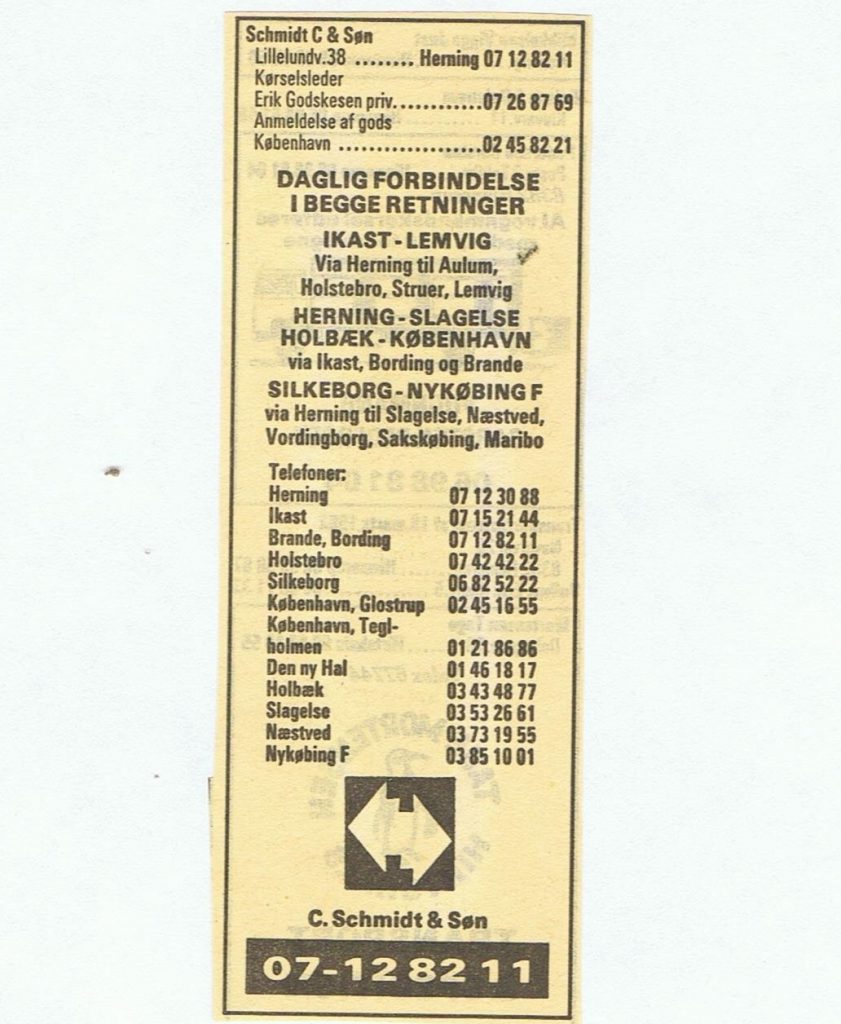 Schmidt C & Søn
Lillelundv.38 ........ Herning 07 12 82 11
Kørselsleder
Erik Godskesen priv............07 26 87 69
Anmeldelse af gods
København ..................02 45 82 21
DAGLIG FORBINDELSE
I BEGGE RETNINGER
IKAST - LEMVIG
Via Herning til Aulum,
Holstebro, Struer, Lemvig
HERNING - SLAGELSE
HOLBÆK - KØBENHAVN
via Ikast, Bording og Brande
SILKEBORG - NYKØBING F
via Herning til Slagelse, Næstved,
Vordingborg, Sakskøbing, Maribo
Telefoner:
Herning 07 12 30 88
Ikast 07 15 21 44
Brande, Bording 07 12 82 11
Holstebro 07 42 42 22
Silkeborg 06 82 52 22
København, Glostrup 02 45 16 55
København, Tegl-
holmen 01 21 86 86
Den ny Hal 01 46 18 17
Holbæk 03 43 48 77
Slagelse 03 53 26 61
Næstved 03 73 19 55
Nykøbing F 03 85 10 01
C. Schmidt & Søn
07-12 82 11